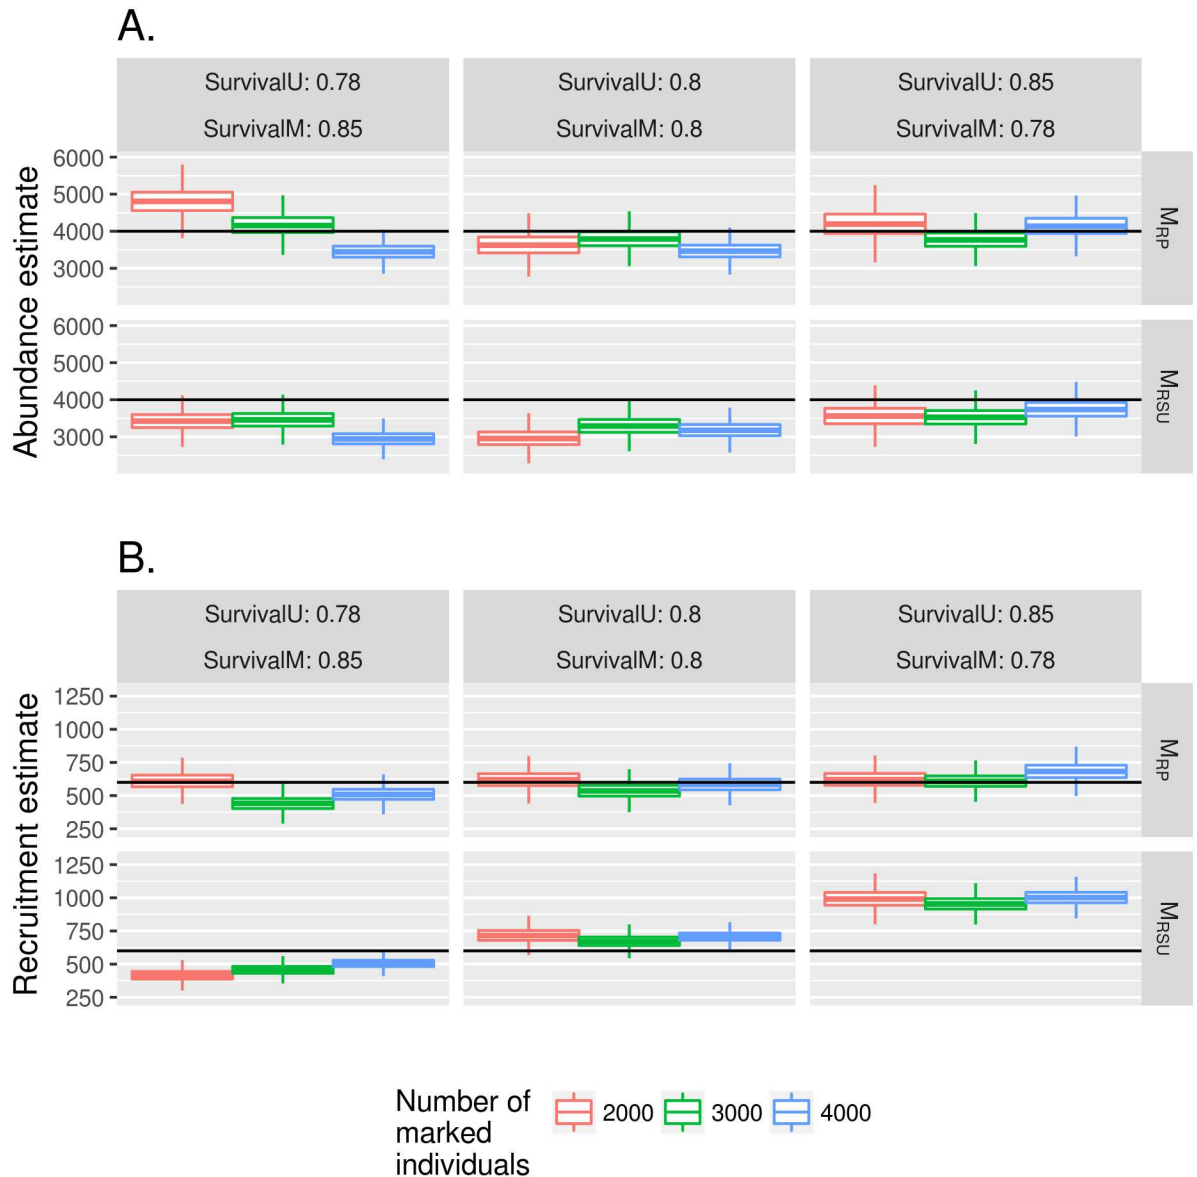 A.
SurvivalU: 0.78
SurvivalM: 0.85
SurvivalU: 0.8
SurvivalM: 0.8
SurvivalU: 0.85
SurvivalM: 0.78
Abundance estimate
6000
5000
4000
3000
MRP
6000
5000
4000
3000
MRSU
B.
SurvivalU: 0.78
SurvivalM: 0.85
SurvivalU: 0.8
SurvivalM: 0.8
SurvivalU: 0.85
SurvivalM: 0.78
Recruitment estimate
1250
1000
750
500
250
MRP
1250
1000
750
500
250
MRSU
Number of
marked
individuals
2000
3000
4000